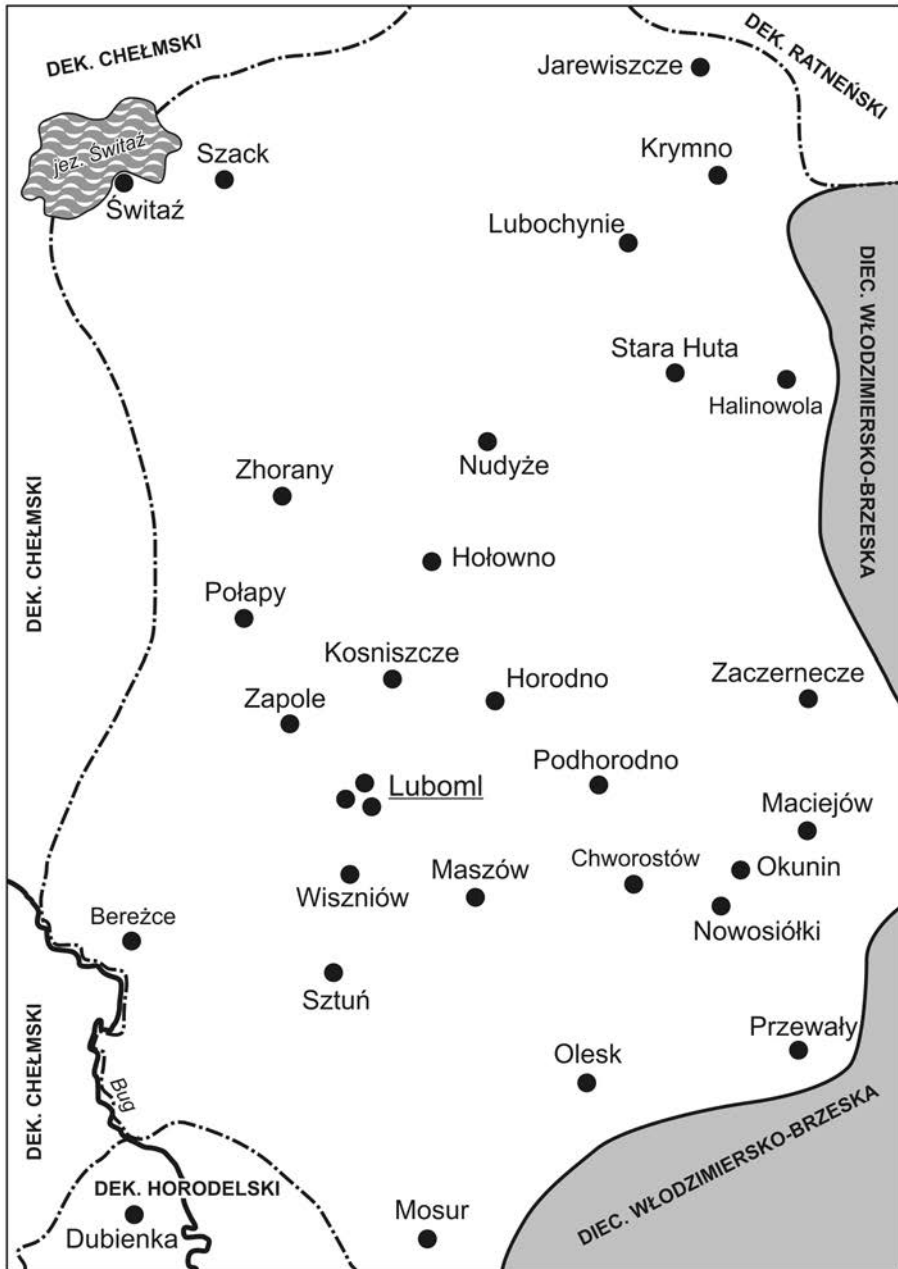 DEK. CHEŁMSKI
DEK. RATNEŃSKI
Jarewiszcze
jez. Świtaź
Szack
Krymno
Świtaź
Lubochynie
DIEC. WŁODZIMIERSKO-BRZESKA
Stara Huta
Halinowola
Nudyże
Zhorany
DEK. CHEŁMSKI
Hołowno
Połapy
Kosniszcze
Horodno
Zaczernecze
Zapole
Podhorodno
Luboml
Maciejów
Chworostów
Okunin
Maszów
Wiszniów
Nowosiółki
Bereżce
Sztuń
DEK. CHEŁMSKI
Przewały
Olesk
Bug
DIEC. WŁODZIMIERSKO-BRZESKA
DEK. HORODELSKI
Mosur
Dubienka